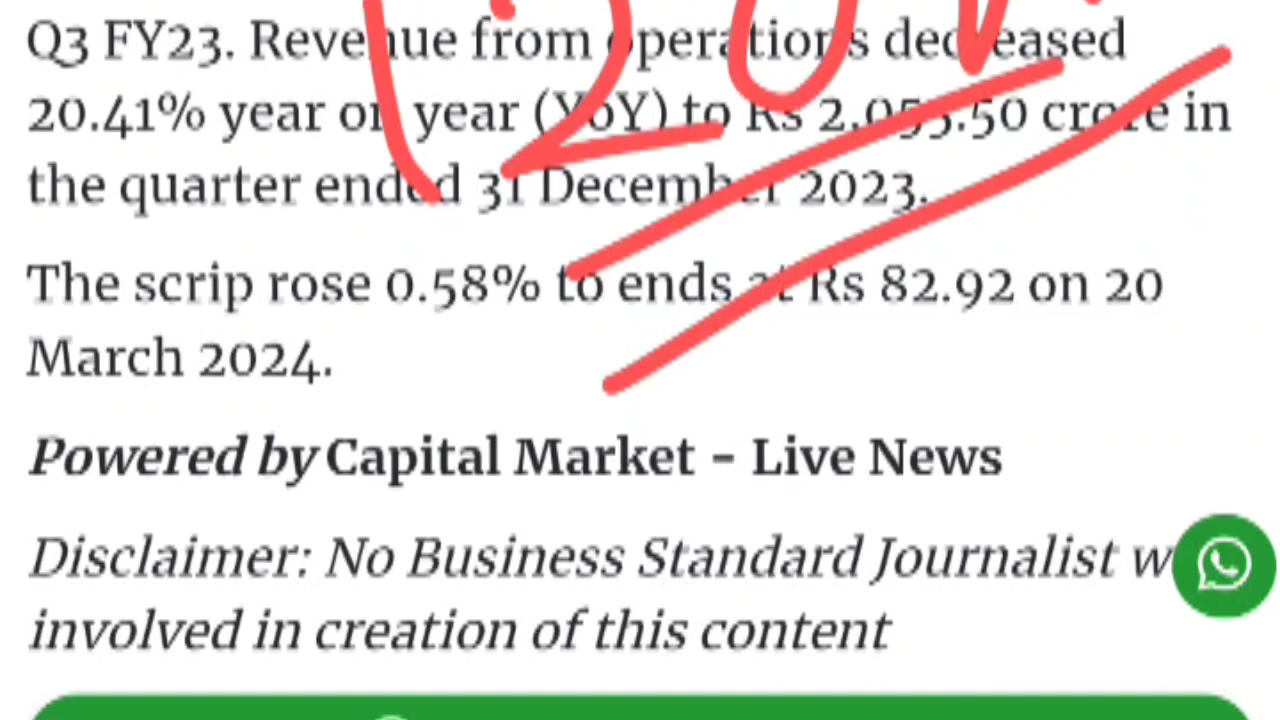 Q3 FY23. Revenue from operations decreased
20.41% year on year (YoY) to Rs 2,055.50 crore in
the quarter ended 31 December 2023.
The scrip rose 0.58% to ends at Rs 82.92 on 20
March 2024.
Powered by Capital Market - Live News
Disclaimer: No Business Standard Journalist
involved in creation of this content